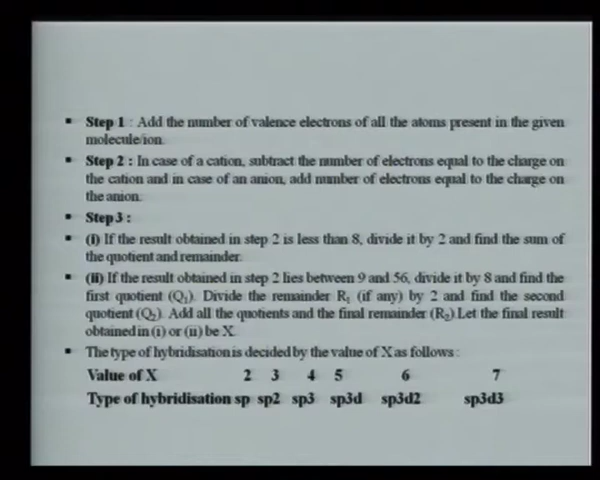 ▪ Step 1 : Add the number of valence electrons of all the atoms present in the given
molecule/ion.
▪ Step 2 : In case of a cation, subtract the number of electrons equal to the charge on
the cation and in case of an anion, add number of electrons equal to the charge on
the anion.
▪ Step 3 :
▪ (i) If the result obtained in step 2 is less than 8, divide it by 2 and find the sum of
the quotient and remainder.
▪ (ii) If the result obtained in step 2 lies between 9 and 56, divide it by 8 and find the
first quotient (Q₁). Divide the remainder R₁ (if any) by 2 and find the second
quotient (Q₂). Add all the quotients and the final remainder (R₂).Let the final result
obtained in (i) or (ii) be X.
▪ The type of hybridisation is decided by the value of X as follows :
Value of X 2 3 4 5 6 7
Type of hybridisation sp sp2 sp3 sp3d sp3d2 sp3d3